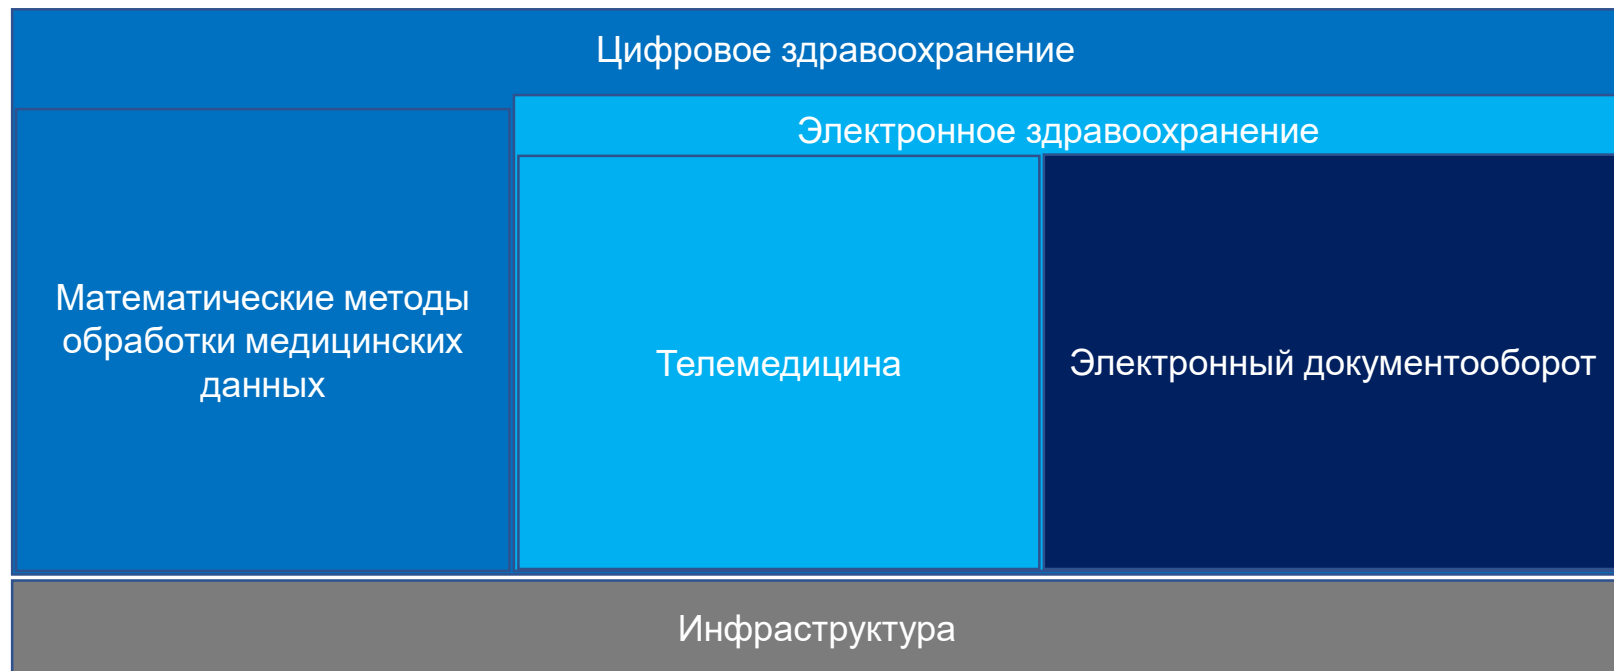 Цифровое здравоохранение
Электронное здравоохранение
Математические методы
обработки медицинских
данных
Телемедицина
Электронный документооборот
Инфраструктура